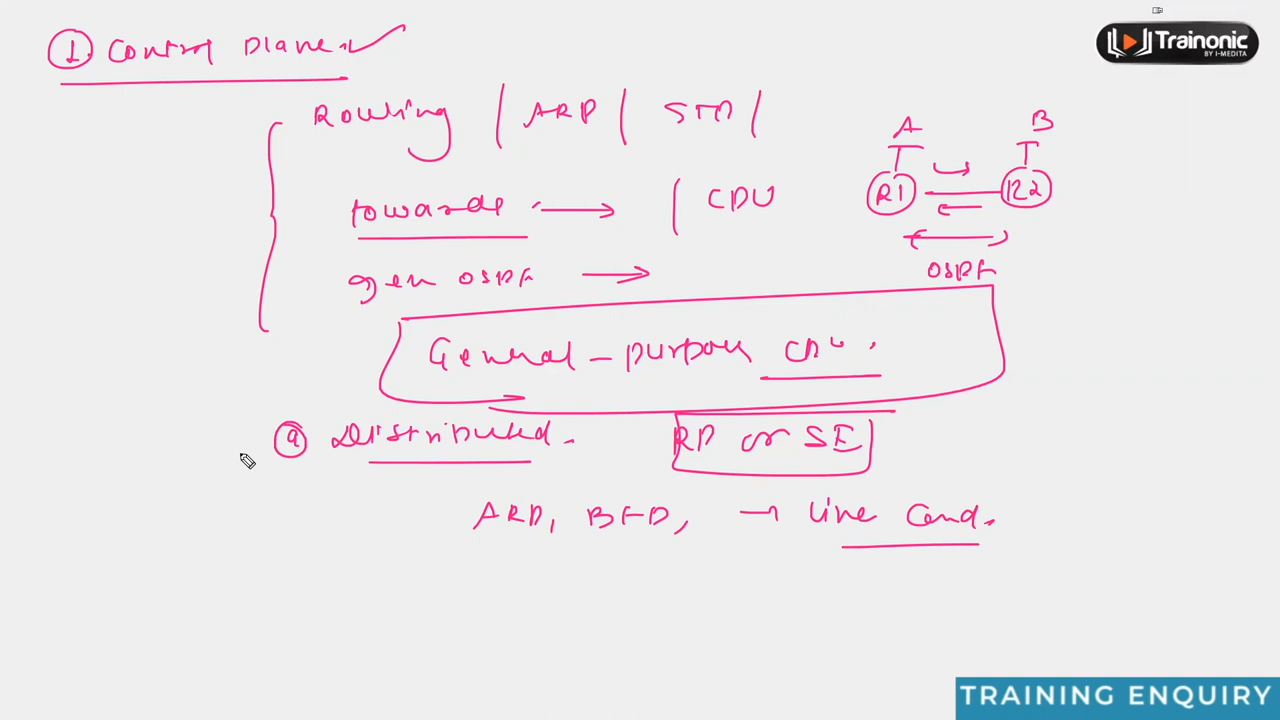 ① Control Plane
Trainonic
BY I-MEDITA
Routing | ARP | STP |
A B
R1 R2
towards → | CPU
OSPF
gen OSPF →
General-purpose CPU.
ⓐ Distributed. RP or SE
ARP, BFD, → line Card.
TRAINING ENQUIRY